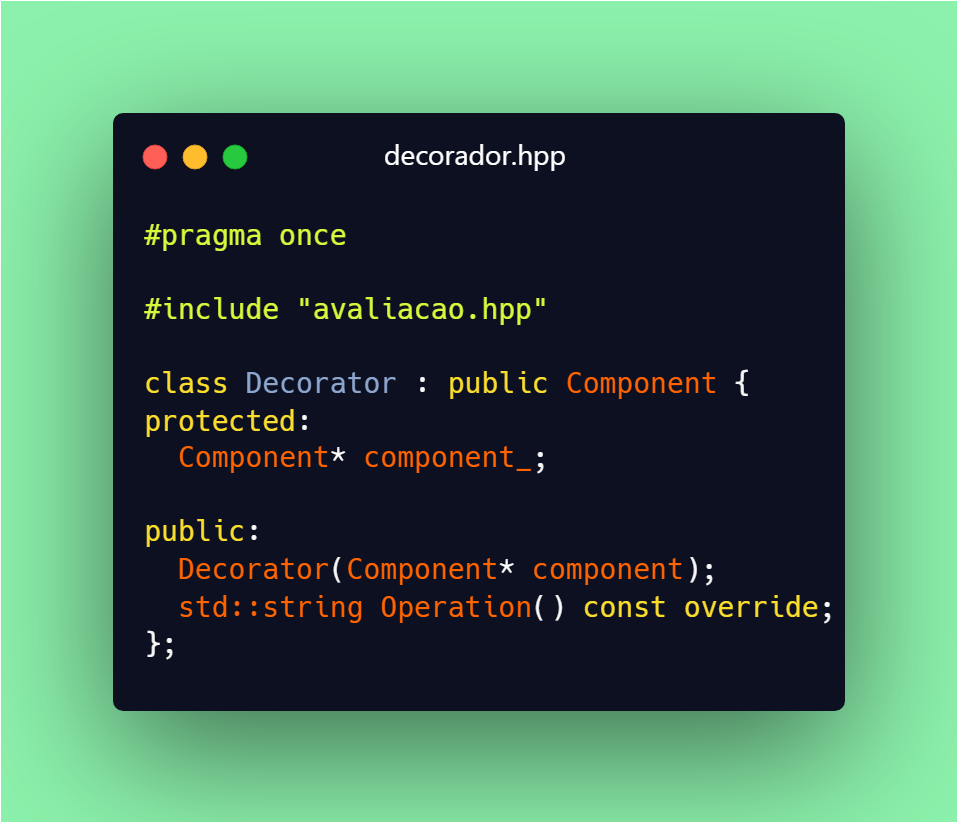 decorador.hpp
#pragma once
#include "avaliacao.hpp"
class Decorator : public Component {
protected:
  Component* component_;
public:
  Decorator(Component* component);
  std::string Operation() const override;
};